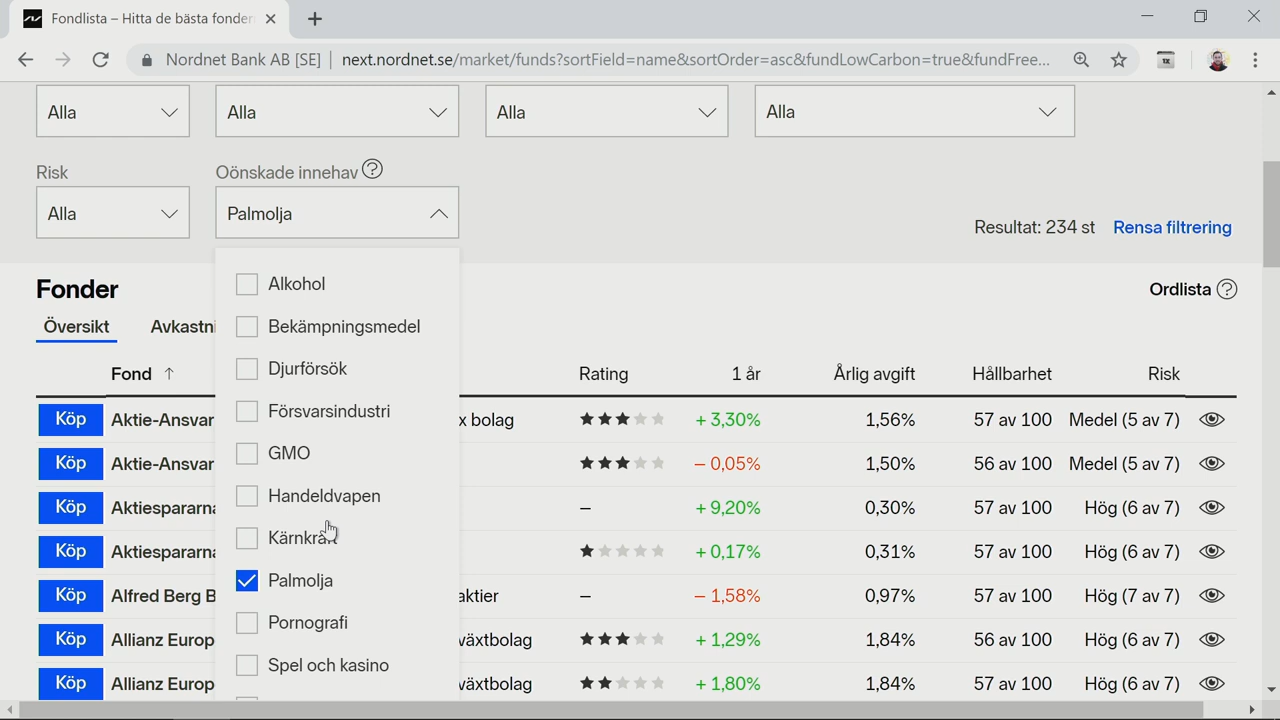 Fondlista – Hitta de bästa fonder
Nordnet Bank AB [SE] | next.nordnet.se/market/funds?sortField=name&sortOrder=asc&fundLowCarbon=true&fundFree...
Alla Alla Alla Alla
Risk Oönskade innehav ?
Alla Palmolja
Resultat: 234 st Rensa filtrering
Fonder Alkohol Ordlista ?
Översikt Avkastni Bekämpningsmedel
Fond ↑ Djurförsök Rating 1 år Årlig avgift Hållbarhet Risk
Köp Aktie-Ansvar Försvarsindustri x bolag + 3,30% 1,56% 57 av 100 Medel (5 av 7)
Köp Aktie-Ansvar GMO – 0,05% 1,50% 56 av 100 Medel (5 av 7)
Köp Aktiespararna Handeldvapen – + 9,20% 0,30% 57 av 100 Hög (6 av 7)
Köp Aktiespararna Kärnkraft + 0,17% 0,31% 57 av 100 Hög (6 av 7)
Köp Alfred Berg B Palmolja aktier – – 1,58% 0,97% 57 av 100 Hög (7 av 7)
Köp Allianz Europ Pornografi växtbolag + 1,29% 1,84% 56 av 100 Hög (6 av 7)
Köp Allianz Europ Spel och kasino växtbolag + 1,80% 1,84% 57 av 100 Hög (6 av 7)